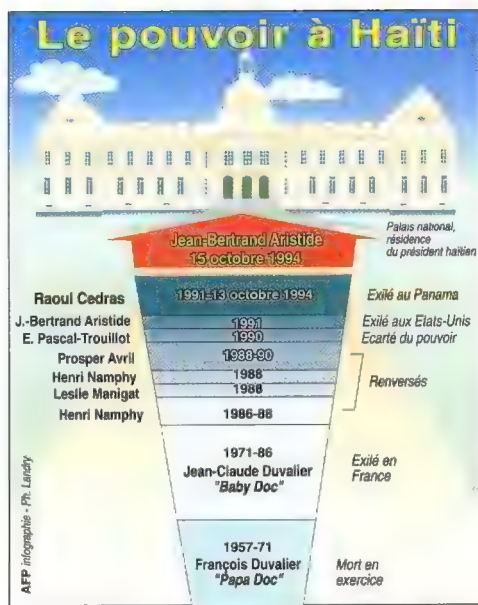 Le pouvoir à Haïti
Palais national,
résidence
du président haïtien
Jean-Bertrand Aristide
15 octobre 1994
Raoul Cedras
1991-13 octobre 1994
Exilé au Panama
J.-Bertrand Aristide
1991
Exilé aux Etats-Unis
E. Pascal-Trouillot
1990
Ecarté du pouvoir
Prosper Avril
1988-90
Henri Namphy
1988
Leslie Manigat
1988
Renversés
Henri Namphy
1986-88
1971-86
Jean-Claude Duvalier
"Baby Doc"
Exilé en
France
1957-71
François Duvalier
"Papa Doc"
Mort en
exercice
AFP infographie - Ph. Landry